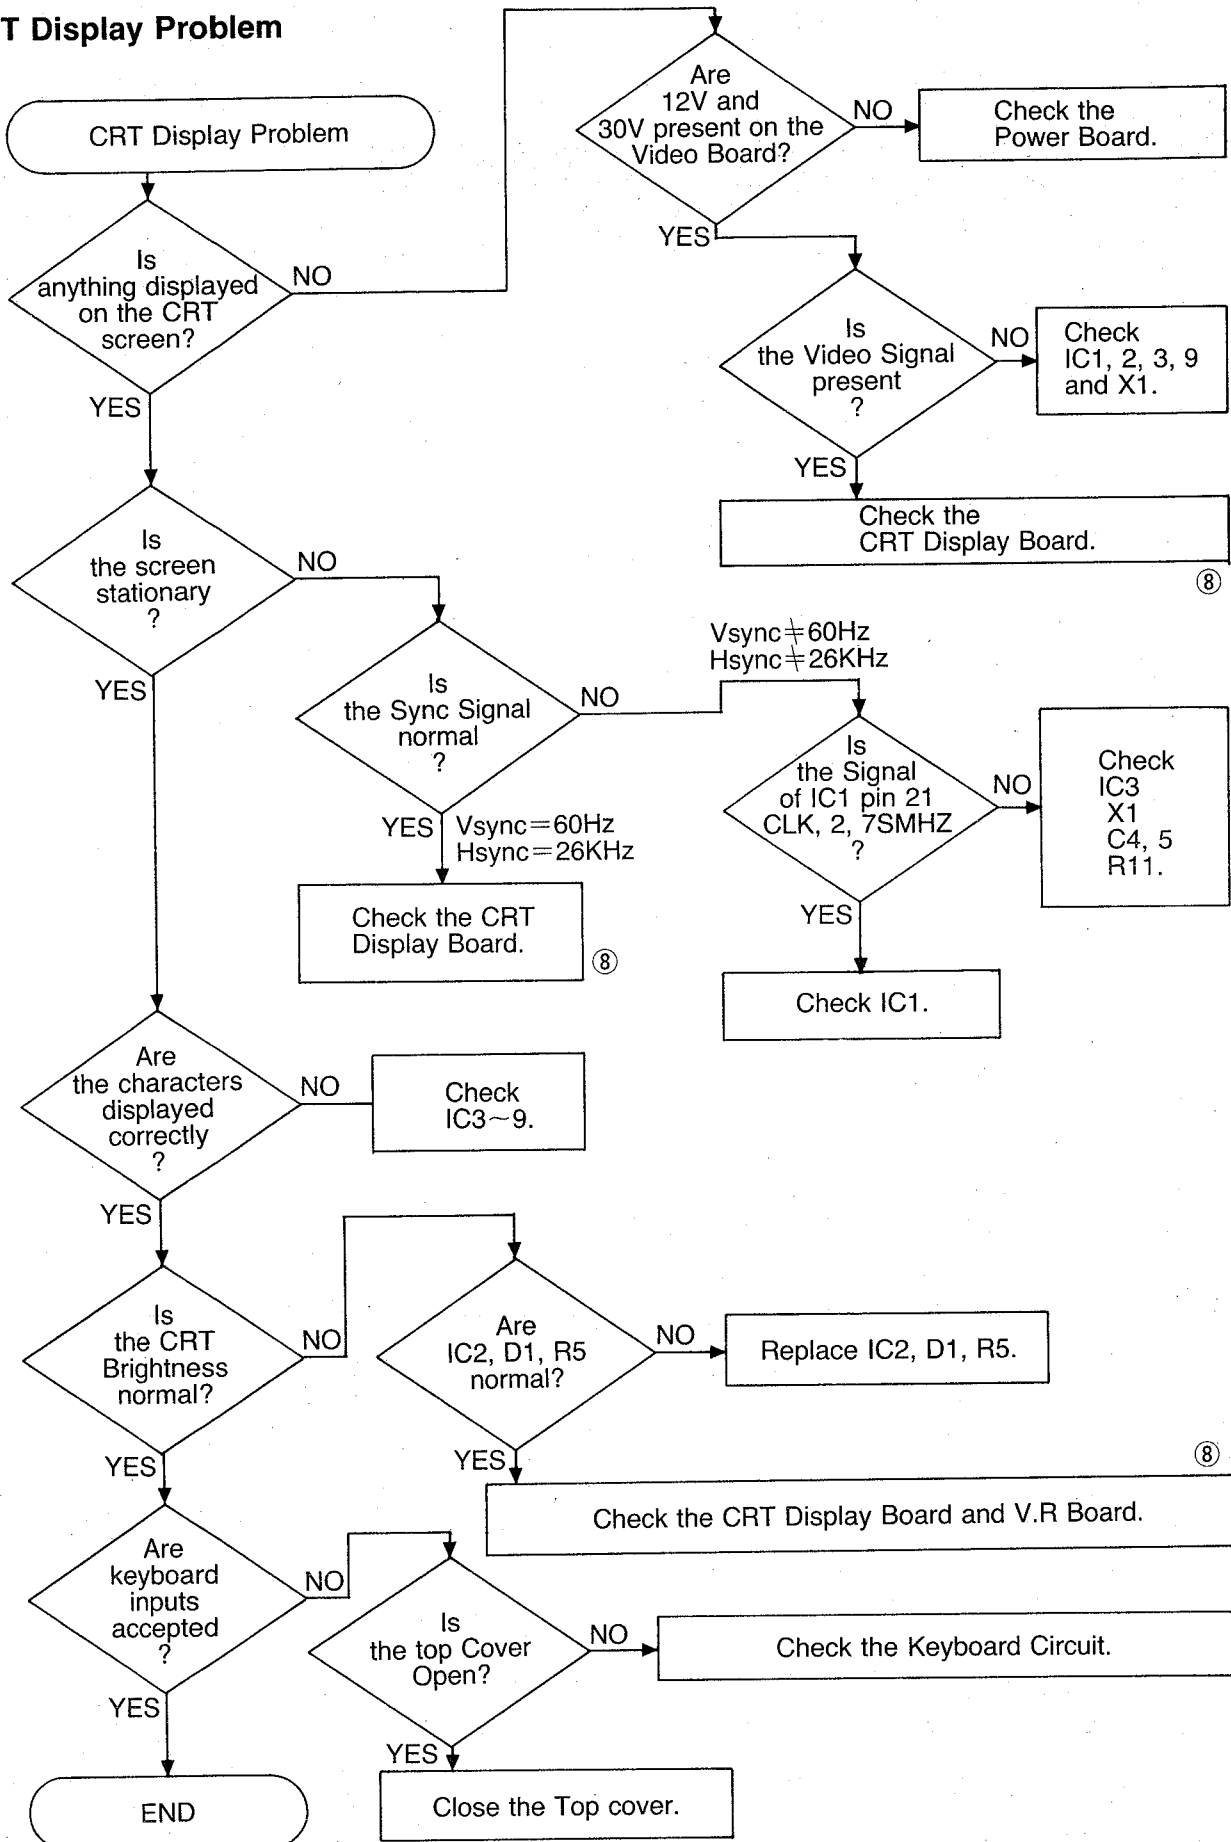 T Display Problem
CRT Display Problem
Is
anything displayed
on the CRT
screen?
NO
YES
Are
12V and
30V present on the
Video Board?
NO
Check the
Power Board.
YES
Is
the Video Signal
present
?
NO
Check
IC1, 2, 3, 9
and X1.
YES
Check the
CRT Display Board.
⑧
Is
the screen
stationary
?
NO
YES
Is
the Sync Signal
normal
?
NO
Vsync≠60Hz
Hsync≠26KHz
YES
Vsync=60Hz
Hsync=26KHz
Check the CRT
Display Board.
⑧
Is
the Signal
of IC1 pin 21
CLK, 2, 7SMHZ
?
NO
Check
IC3
X1
C4, 5
R11.
YES
Check IC1.
Are
the characters
displayed
correctly
?
NO
Check
IC3~9.
YES
Is
the CRT
Brightness
normal?
NO
Are
IC2, D1, R5
normal?
NO
Replace IC2, D1, R5.
YES
⑧
Check the CRT Display Board and V.R Board.
YES
Are
keyboard
inputs
accepted
?
NO
Is
the top Cover
Open?
NO
Check the Keyboard Circuit.
YES
Close the Top cover.
YES
END